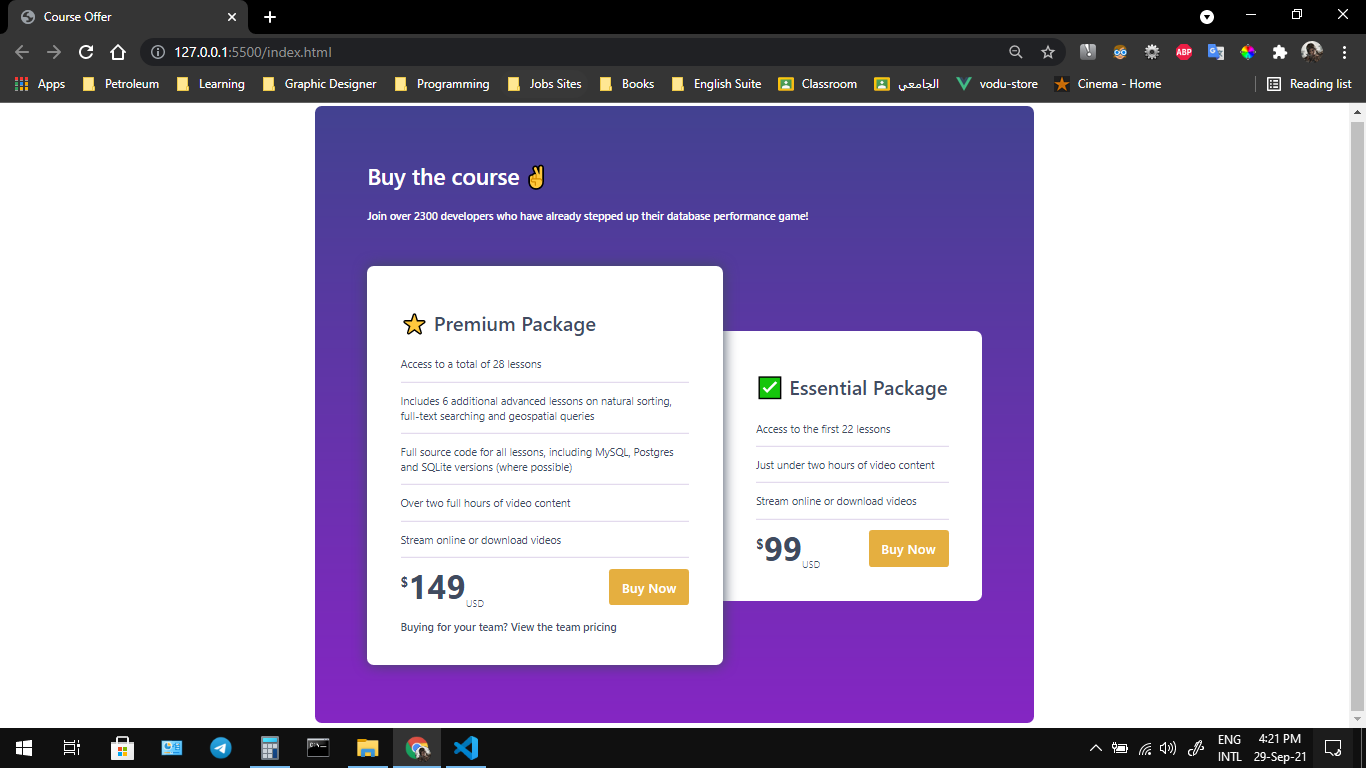 Course Offer
127.0.0.1:5500/index.html
ABP
Apps Petroleum Learning Graphic Designer Programming Jobs Sites Books English Suite Classroom الجامعي vodu-store Cinema - Home Reading list
Buy the course ✌
Join over 2300 developers who have already stepped up their database performance game!
⭐ Premium Package
Access to a total of 28 lessons
Includes 6 additional advanced lessons on natural sorting,
full-text searching and geospatial queries
Full source code for all lessons, including MySQL, Postgres
and SQLite versions (where possible)
Over two full hours of video content
Stream online or download videos
$149 USD Buy Now
Buying for your team? View the team pricing
✅ Essential Package
Access to the first 22 lessons
Just under two hours of video content
Stream online or download videos
$99 USD Buy Now
ENG 4:21 PM
INTL 29-Sep-21